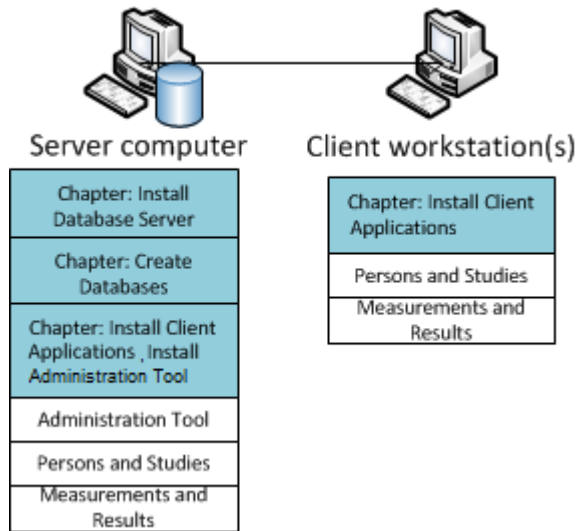 Server computer
Chapter: Install
Database Server
Chapter: Create
Databases
Chapter: Install Client
Applications , Install
Administration Tool
Administration Tool
Persons and Studies
Measurements and
Results
Client workstation(s)
Chapter: Install Client
Applications
Persons and Studies
Measurements and
Results